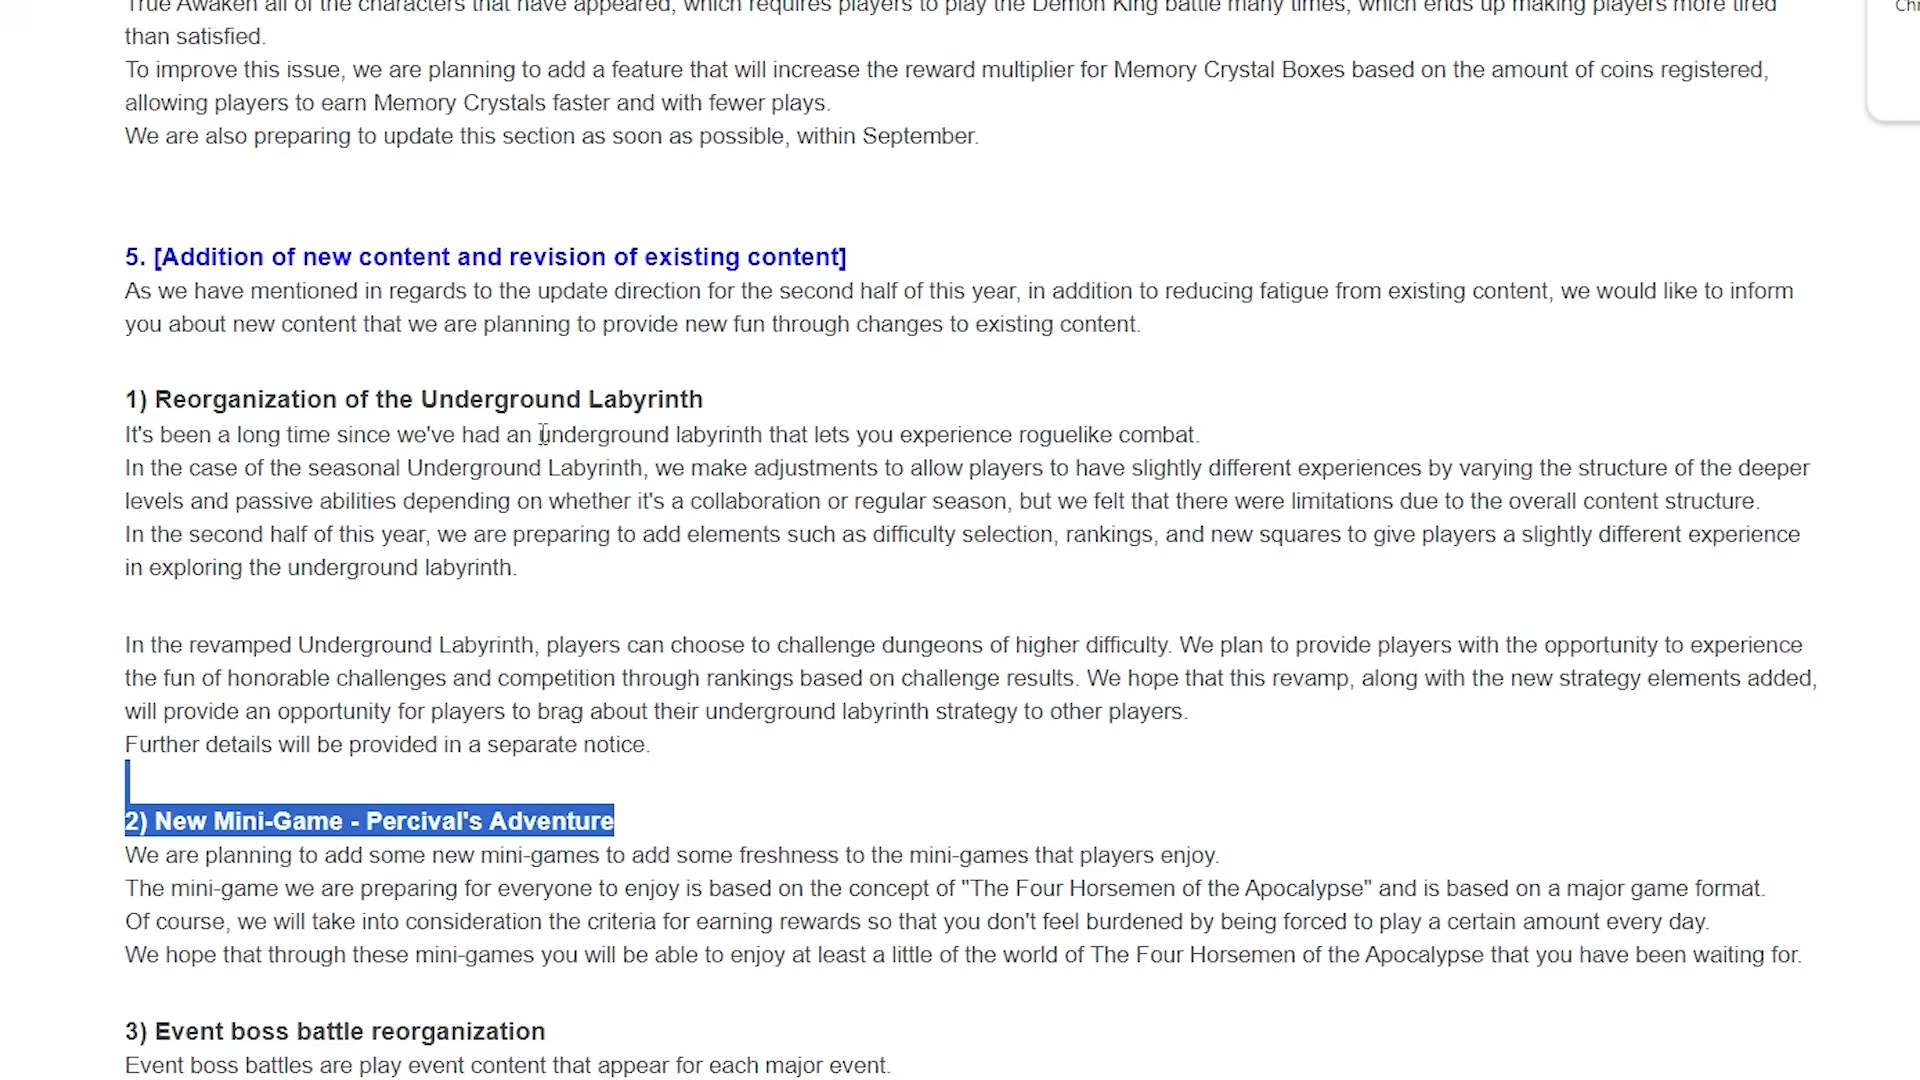 True Awaken all of the characters that have appeared, which requires players to play the Demon King battle many times, which ends up making players more tired
than satisfied.
To improve this issue, we are planning to add a feature that will increase the reward multiplier for Memory Crystal Boxes based on the amount of coins registered,
allowing players to earn Memory Crystals faster and with fewer plays.
We are also preparing to update this section as soon as possible, within September.
5. [Addition of new content and revision of existing content]
As we have mentioned in regards to the update direction for the second half of this year, in addition to reducing fatigue from existing content, we would like to inform
you about new content that we are planning to provide new fun through changes to existing content.
1) Reorganization of the Underground Labyrinth
It's been a long time since we've had an underground labyrinth that lets you experience roguelike combat.
In the case of the seasonal Underground Labyrinth, we make adjustments to allow players to have slightly different experiences by varying the structure of the deeper
levels and passive abilities depending on whether it's a collaboration or regular season, but we felt that there were limitations due to the overall content structure.
In the second half of this year, we are preparing to add elements such as difficulty selection, rankings, and new squares to give players a slightly different experience
in exploring the underground labyrinth.
In the revamped Underground Labyrinth, players can choose to challenge dungeons of higher difficulty. We plan to provide players with the opportunity to experience
the fun of honorable challenges and competition through rankings based on challenge results. We hope that this revamp, along with the new strategy elements added,
will provide an opportunity for players to brag about their underground labyrinth strategy to other players.
Further details will be provided in a separate notice.
2) New Mini-Game - Percival's Adventure
We are planning to add some new mini-games to add some freshness to the mini-games that players enjoy.
The mini-game we are preparing for everyone to enjoy is based on the concept of "The Four Horsemen of the Apocalypse" and is based on a major game format.
Of course, we will take into consideration the criteria for earning rewards so that you don't feel burdened by being forced to play a certain amount every day.
We hope that through these mini-games you will be able to enjoy at least a little of the world of The Four Horsemen of the Apocalypse that you have been waiting for.
3) Event boss battle reorganization
Event boss battles are play event content that appear for each major event.